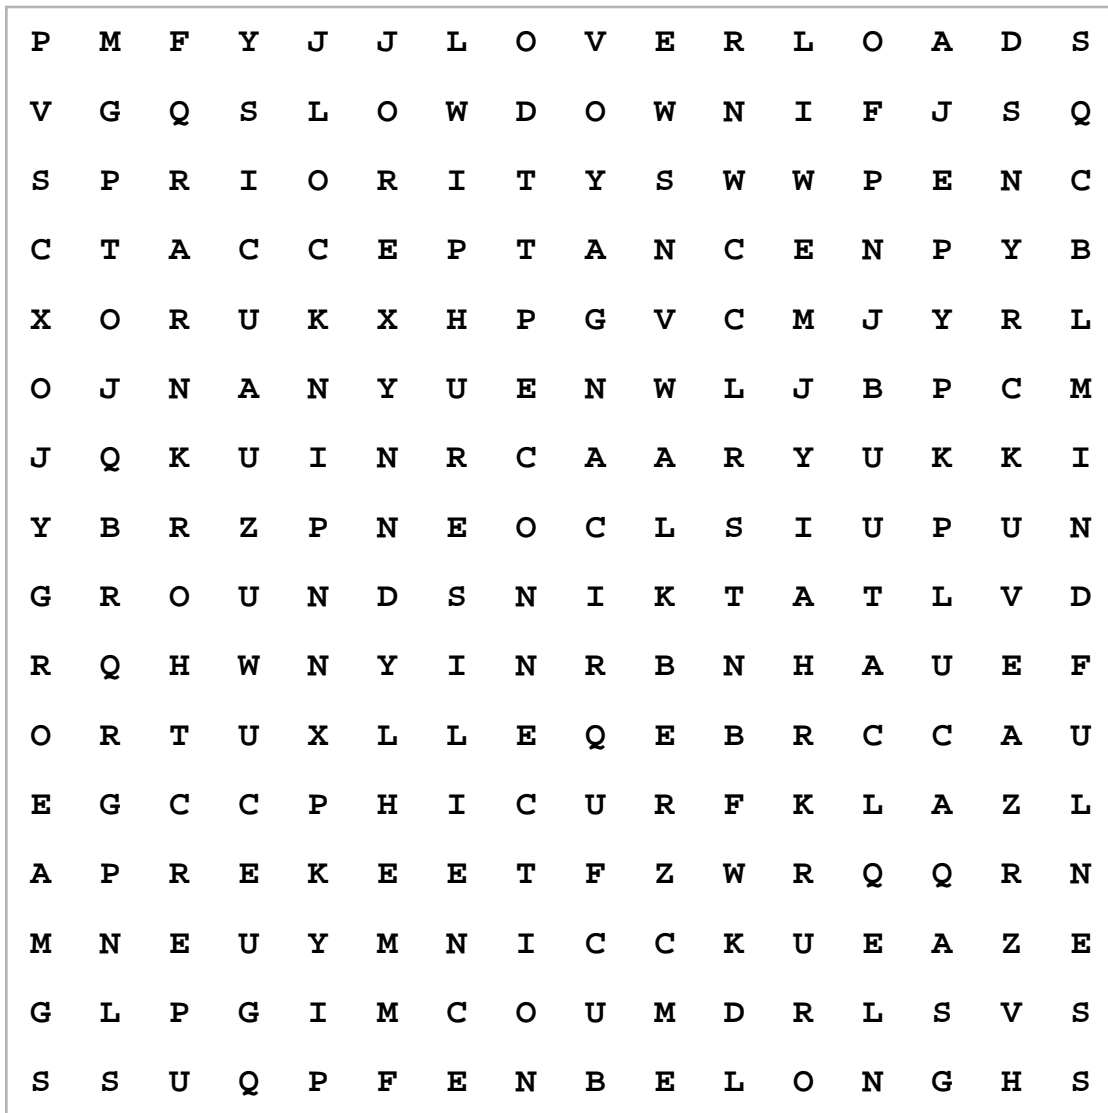 P M F Y J J L O V E R L O A D S
V G Q S L O W D O W N I F J S Q
S P R I O R I T Y S W W P E N C
C T A C C E P T A N C E N P Y B
X O R U K X H P G V C M J Y R L
O J N A N Y U E N W L J B P C M
J Q K U I N R C A A R Y U K K I
Y B R Z P N E O C L S I U P U N
G R O U N D S N I K T A T L V D
R Q H W N Y I N R B N H A U E F
O R T U X L L E Q E B R C C A U
E G C C P H I C U R F K L A Z L
A P R E K E E T F Z W R Q Q R N
M N E U Y M N I C C K U E A Z E
G L P G I M C O U M D R L S V S
S S U Q P F E N B E L O N G H S